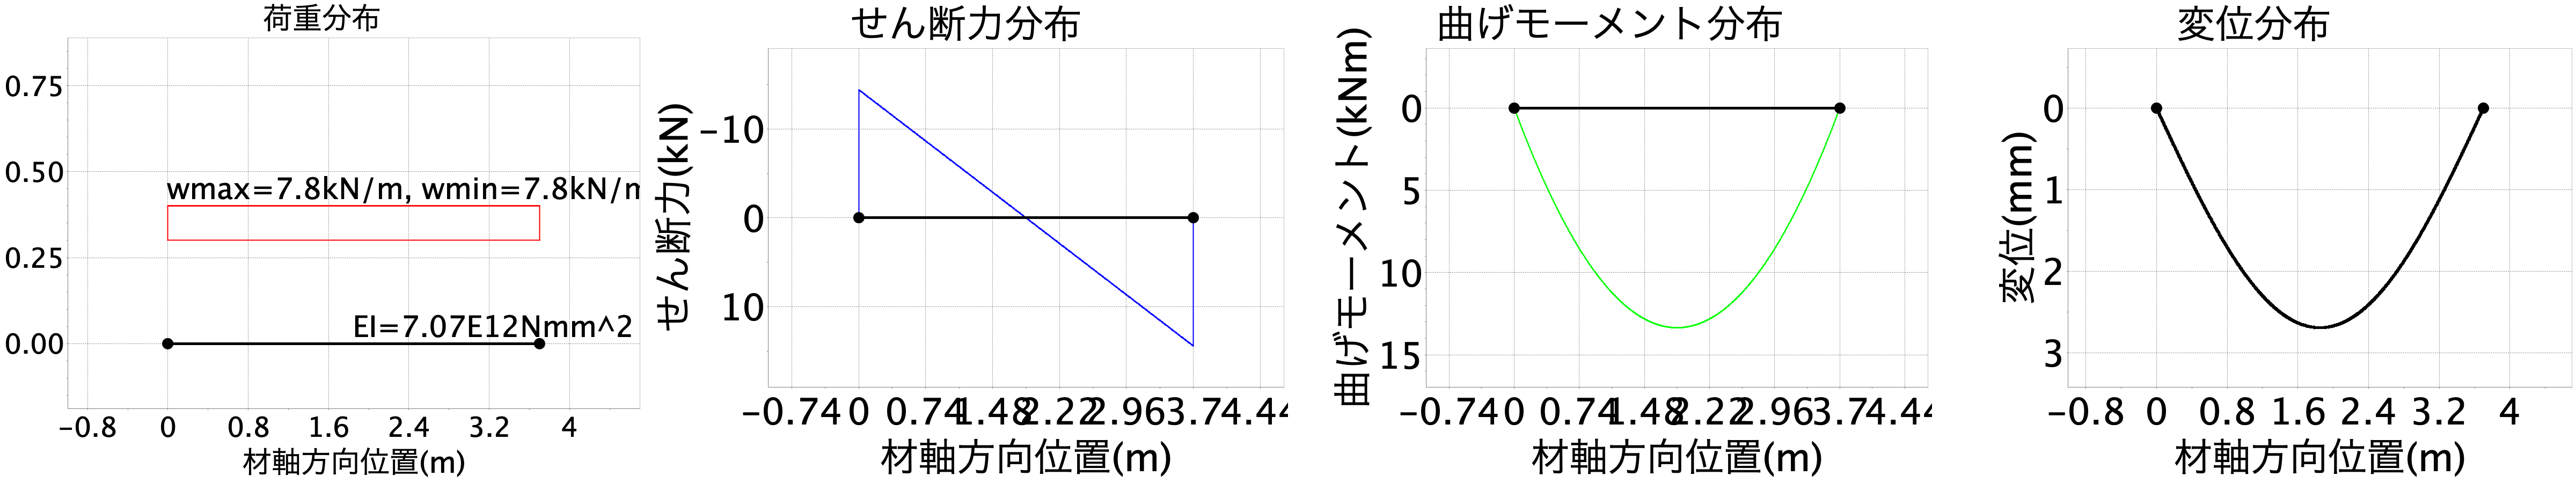 荷重分布
0.75
0.50
wmax=7.8kN/m, wmin=7.8kN/m
0.25
EI=7.07E12Nmm^2
0.00
−0.8 0 0.8 1.6 2.4 3.2 4
材軸方向位置(m)
せん断力分布
せん断力(kN)
−10
0
10
−0.74 0 0.74 1.48 2.22 2.96 3.7 4.44
材軸方向位置(m)
曲げモーメント分布
曲げモーメント(kNm)
0
5
10
15
−0.74 0 0.74 1.48 2.22 2.96 3.7 4.44
材軸方向位置(m)
変位分布
変位(mm)
0
1
2
3
−0.8 0 0.8 1.6 2.4 3.2 4
材軸方向位置(m)